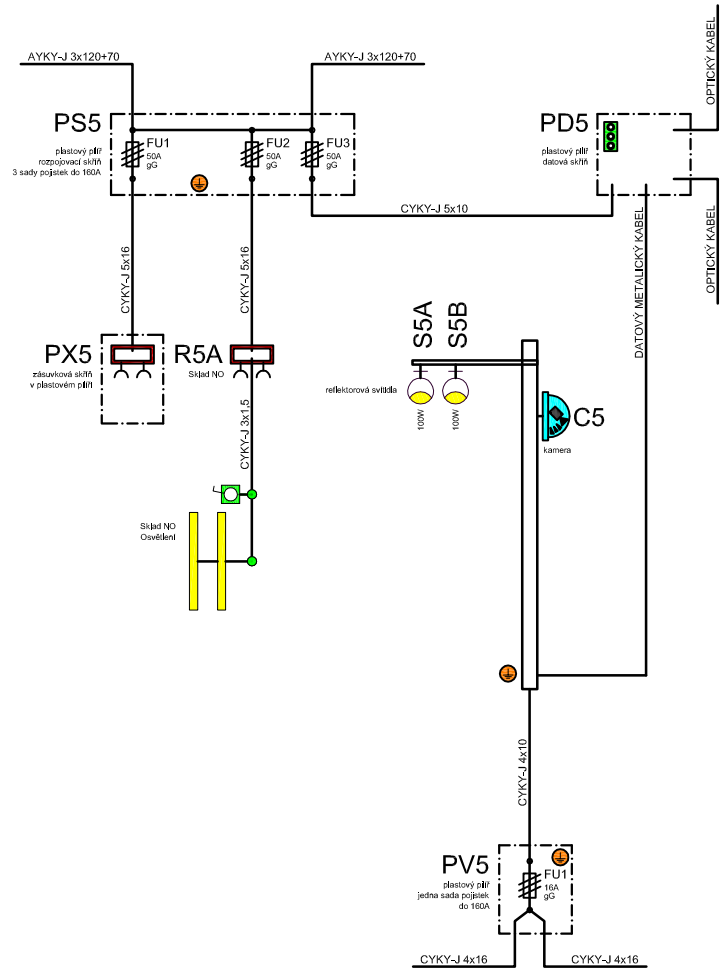 AYKY-J 3x120+70
AYKY-J 3x120+70
OPTICKÝ KABEL
PS5
plastový pilíř
rozpojovací skříň
3 sady pojistek do 160A
FU1
50A
gG
FU2
50A
gG
FU3
50A
gG
PD5
plastový pilíř
datová skříň
CYKY-J 5x10
OPTICKÝ KABEL
DATOVÝ METALICKÝ KABEL
CYKY-J 5x16
CYKY-J 5x16
PX5
zásuvková skříň
v plastovém pilíři
R5A
Sklad NO
S5A
S5B
reflektorová svítidla
100W
100W
C5
kamera
CYKY-J 3x1,5
Sklad NO
Osvětlení
CYKY-J 4x10
PV5
plastový pilíř
jedna sada pojistek
do 160A
FU1
16A
gG
CYKY-J 4x16
CYKY-J 4x16